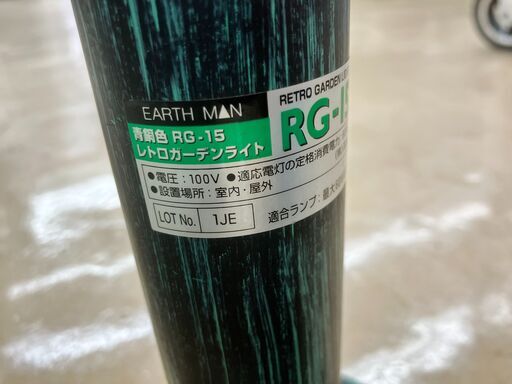 EARTH MAN
RETRO GARDEN
青銅色 RG-15
レトロガーデンライト
RG-15
●電圧：100V ●適応電灯の定格消費電力
●設置場所：室内・屋外
LOT No. 1JE
適合ランプ：最大